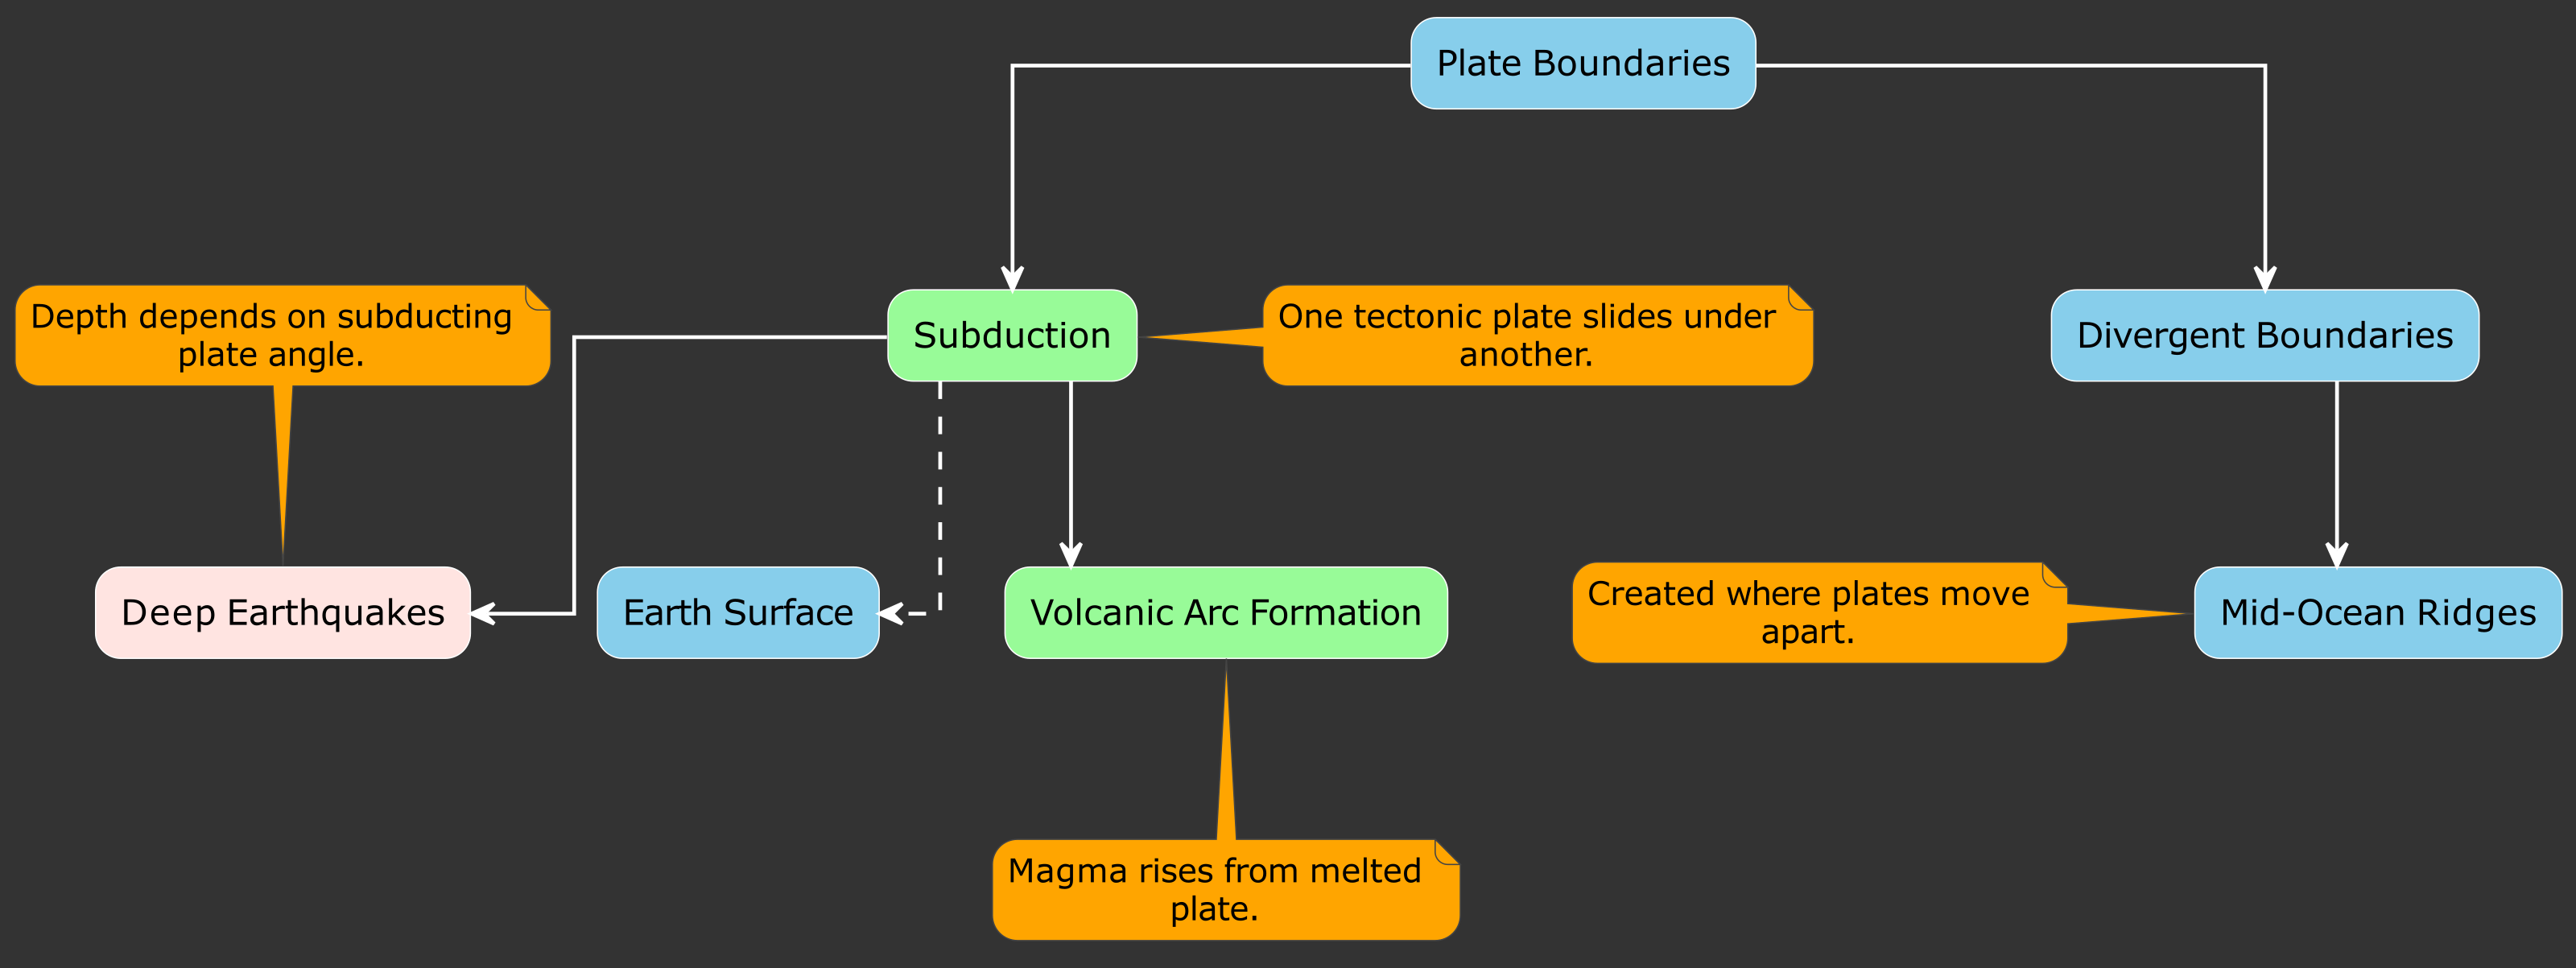 Plate Boundaries
Depth depends on subducting
plate angle.
Subduction
One tectonic plate slides under
another.
Divergent Boundaries
Deep Earthquakes
Earth Surface
Volcanic Arc Formation
Created where plates move
apart.
Mid-Ocean Ridges
Magma rises from melted
plate.